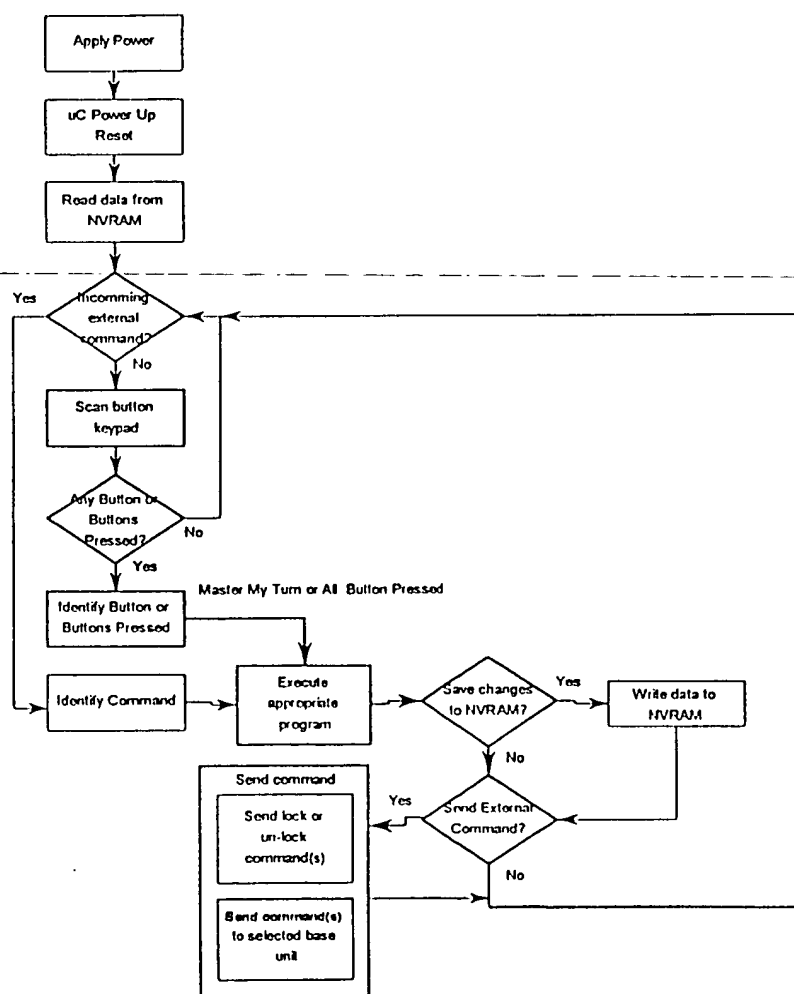 Apply Power
uC Power Up
Reset
Read data from
NVRAM
Yes
Incomming
external
command?
No
Scan button
keypad
Any Button or
Buttons
Pressed?
No
Yes
Identify Button or
Buttons Pressed
Master My Turn or All Button Pressed
Identify Command
Execute
appropriate
program
Save changes
to NVRAM?
Yes
Write data to
NVRAM
No
Send command
Send lock or
un-lock
command(s)
Yes
Send External
Command?
No
Send command(s)
to selected base
unit